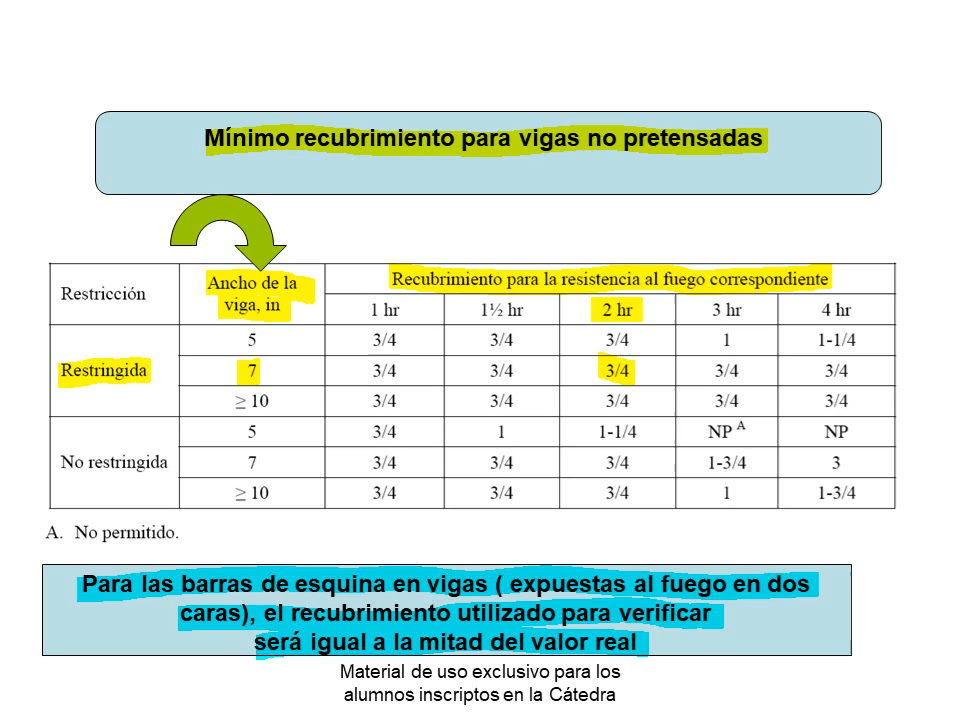 Mínimo recubrimiento para vigas no pretensadas
Restricción
Ancho de la
viga, in
Recubrimiento para la resistencia al fuego correspondiente
1 hr 1½ hr 2 hr 3 hr 4 hr
Restringida
5 3/4 3/4 3/4 1 1-1/4
7 3/4 3/4 3/4 3/4 3/4
≥ 10 3/4 3/4 3/4 3/4 3/4
No restringida
5 3/4 1 1-1/4 NP A NP
7 3/4 3/4 3/4 1-3/4 3
≥ 10 3/4 3/4 3/4 1 1-3/4
A. No permitido.
Para las barras de esquina en vigas ( expuestas al fuego en dos
caras), el recubrimiento utilizado para verificar
será igual a la mitad del valor real
Material de uso exclusivo para los
alumnos inscriptos en la Cátedra